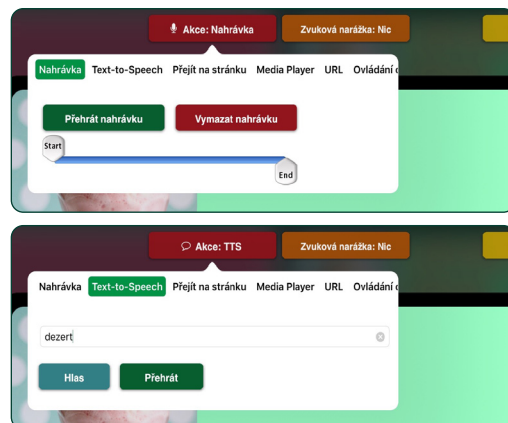 Akce: Nahrávka Zvuková narážka: Nic
Nahrávka Text-to-Speech Přejít na stránku Media Player URL Ovládání
Přehrát nahrávku Vymazat nahrávku
Start
End
Akce: TTS Zvuková narážka: Nic
Nahrávka Text-to-Speech Přejít na stránku Media Player URL Ovládání
dezert
Hlas Přehrát